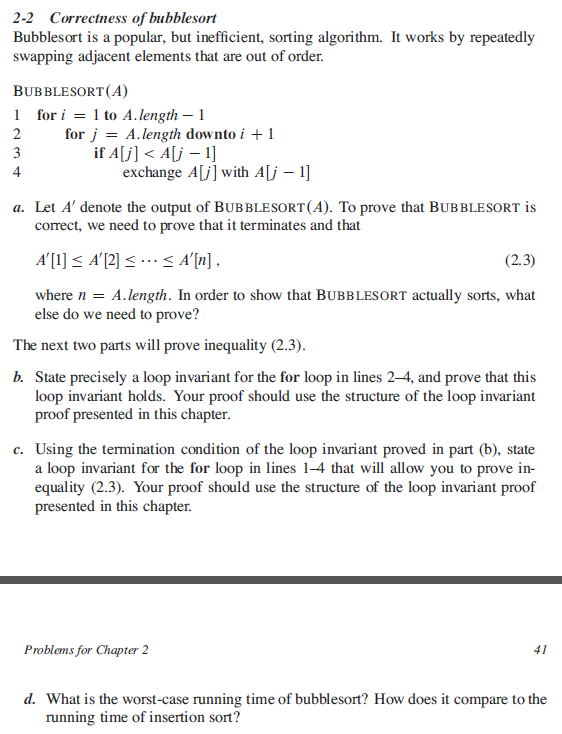 2-2 Correctness of bubblesort
Bubblesort is a popular, but inefficient, sorting algorithm. It works by repeatedly
swapping adjacent elements that are out of order.
BUBBLESORT(A)
1 for i = 1 to A.length − 1
2 for j = A.length downto i + 1
3 if A[j] < A[j − 1]
4 exchange A[j] with A[j − 1]
a. Let A′ denote the output of BUBBLESORT(A). To prove that BUBBLESORT is
correct, we need to prove that it terminates and that
A′[1] ≤ A′[2] ≤ ··· ≤ A′[n] , (2.3)
where n = A.length. In order to show that BUBBLESORT actually sorts, what
else do we need to prove?
The next two parts will prove inequality (2.3).
b. State precisely a loop invariant for the for loop in lines 2–4, and prove that this
loop invariant holds. Your proof should use the structure of the loop invariant
proof presented in this chapter.
c. Using the termination condition of the loop invariant proved in part (b), state
a loop invariant for the for loop in lines 1–4 that will allow you to prove in-
equality (2.3). Your proof should use the structure of the loop invariant proof
presented in this chapter.
Problems for Chapter 2 41
d. What is the worst-case running time of bubblesort? How does it compare to the
running time of insertion sort?